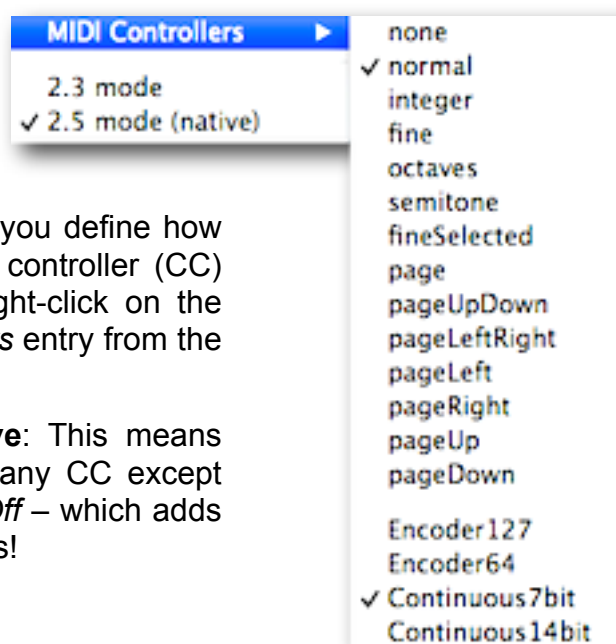 MIDI Controllers
2.3 mode
✓ 2.5 mode (native)
none
✓ normal
integer
fine
octaves
semitone
fineSelected
page
pageUpDown
pageLeftRight
pageLeft
pageRight
pageUp
pageDown
Encoder127
Encoder64
✓ Continuous7bit
Continuous14bit
you define how
controller (CC)
ght-click on the
s entry from the
ve: This means
any CC except
Off – which adds
s!